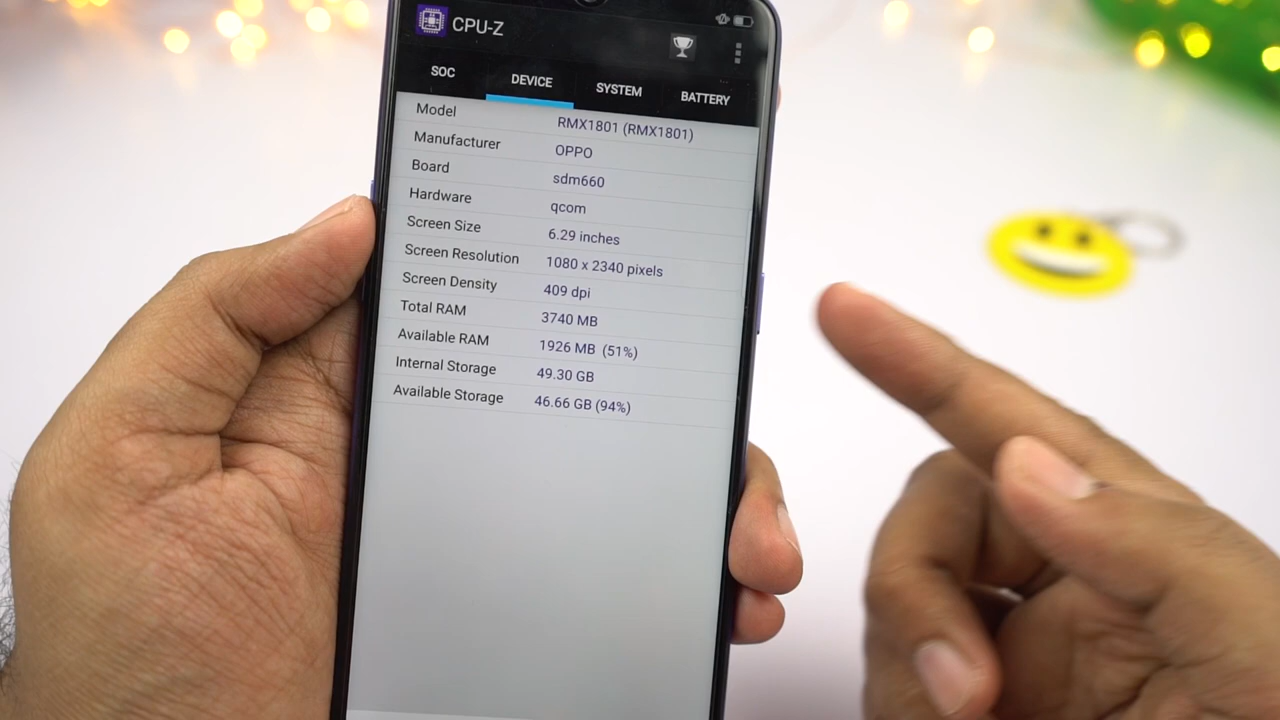 CPU-Z
SOC DEVICE SYSTEM BATTERY
Model RMX1801 (RMX1801)
Manufacturer OPPO
Board sdm660
Hardware qcom
Screen Size 6.29 inches
Screen Resolution 1080 x 2340 pixels
Screen Density 409 dpi
Total RAM 3740 MB
Available RAM 1926 MB (51%)
Internal Storage 49.30 GB
Available Storage 46.66 GB (94%)